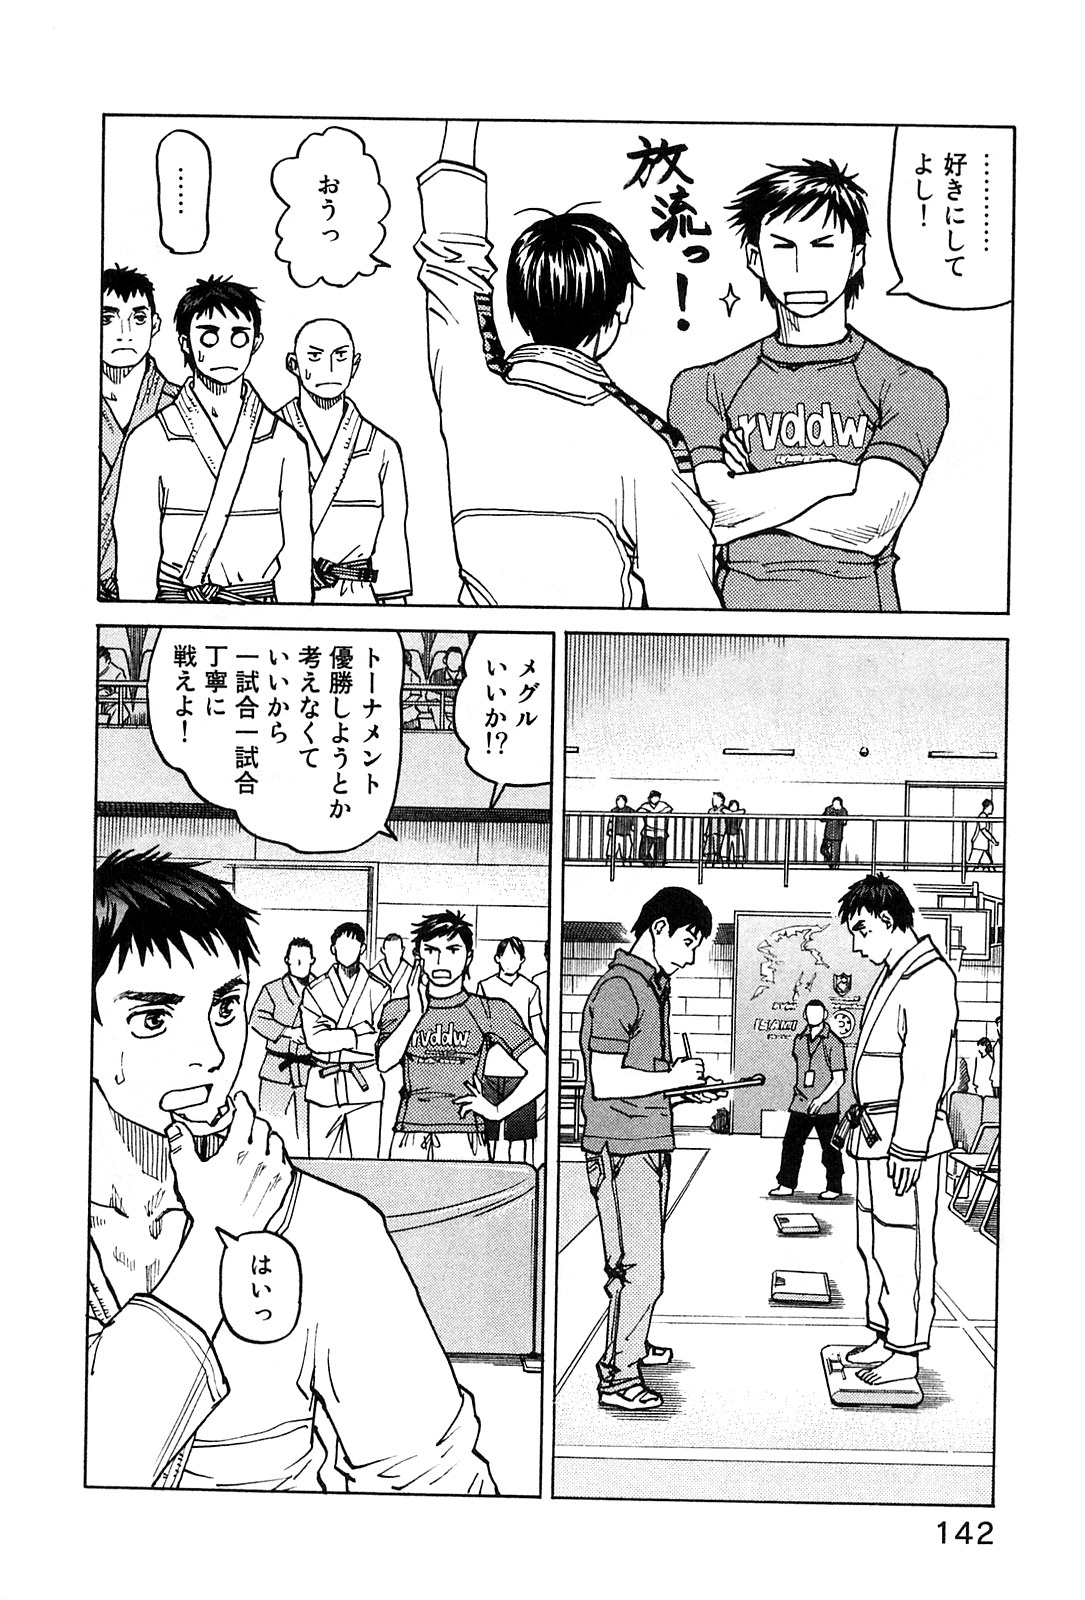 …………
好きにして
よし！
放流っ！
rvddw
おうっ
……
ISAMI
メグル
いいか!?
トーナメント
優勝しようとか
考えなくて
いいから
一試合一試合
丁寧に
戦えよ！
rvddw
はいっ
142